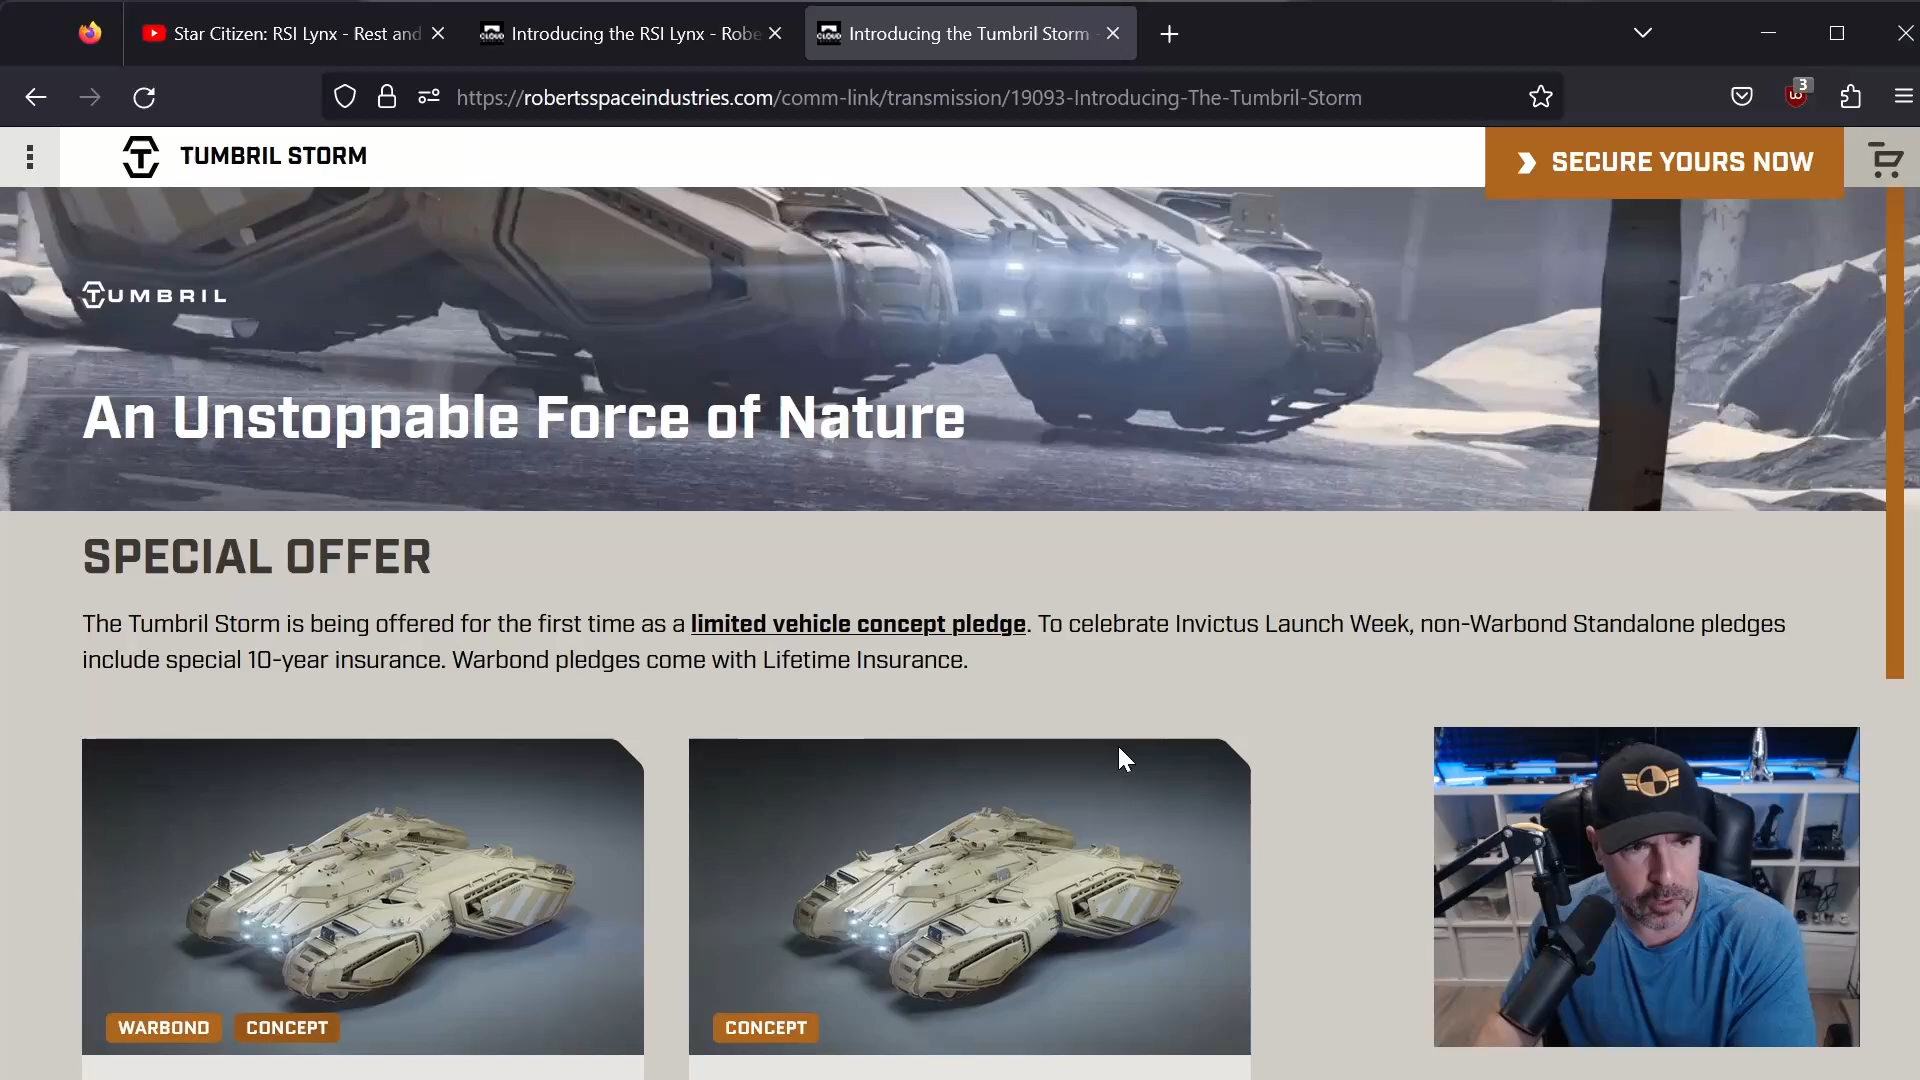 Star Citizen: RSI Lynx - Rest and
Introducing the RSI Lynx - Robe
Introducing the Tumbril Storm -
https://robertsspaceindustries.com/comm-link/transmission/19093-Introducing-The-Tumbril-Storm
3
TUMBRIL STORM
SECURE YOURS NOW
TUMBRIL
An Unstoppable Force of Nature
SPECIAL OFFER
The Tumbril Storm is being offered for the first time as a limited vehicle concept pledge. To celebrate Invictus Launch Week, non-Warbond Standalone pledges
include special 10-year insurance. Warbond pledges come with Lifetime Insurance.
WARBOND CONCEPT
CONCEPT